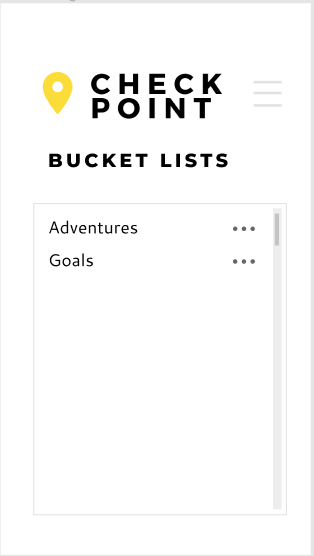 CHECK
POINT
BUCKET LISTS
Adventures
Goals